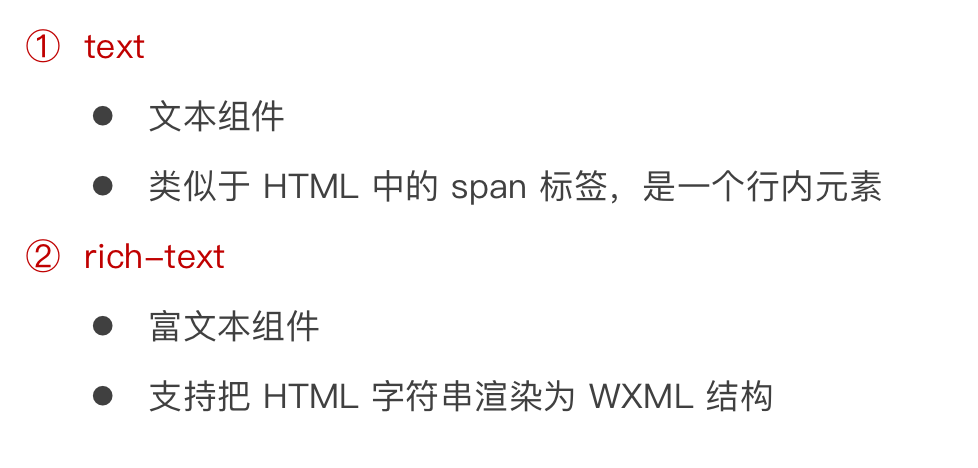 ① text
● 文本组件
● 类似于 HTML 中的 span 标签，是一个行内元素
② rich-text
● 富文本组件
● 支持把 HTML 字符串渲染为 WXML 结构